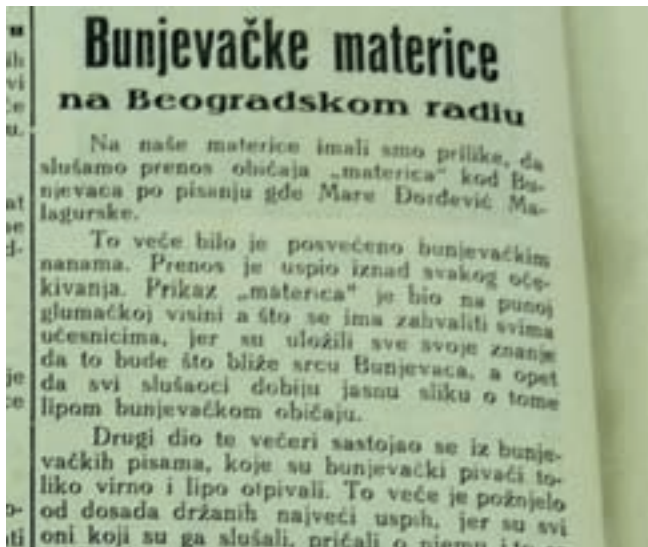 Bunjevačke materice
na Beogradskom radiu
Na naše materice imali smo prilike, da
slušamo prenos običaja „materica" kod Bu-
njevaca po pisanju gđe Mare Đorđević Ma-
lagurske.
To veče bilo je posvećeno bunjevačkim
nanama. Prenos je uspio iznad svakog oče-
kivanja. Prikaz „materica" je bio na punoj
glumačkoj visini a što se ima zahvaliti svima
učesnicima, jer su uložili sve svoje znanje
da to bude što bliže srcu Bunjevaca, a opet
da svi slušaoci dobiju jasnu sliku o tome
lipom bunjevačkom običaju.
Drugi dio te večeri sastojao se iz bunje-
vačkih pisama, koje su bunjevački pivači to-
liko virno i lipo otpivali. To veče je požnjelo
od dosada držanih najveći uspih, jer su svi
oni koji su ga slušali, pričali o njemu i